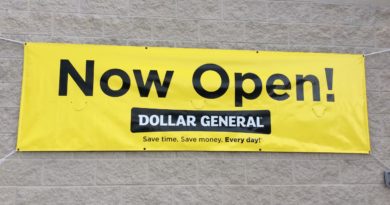 Now Open!
DOLLAR GENERAL
Save time. Save money. Every day!